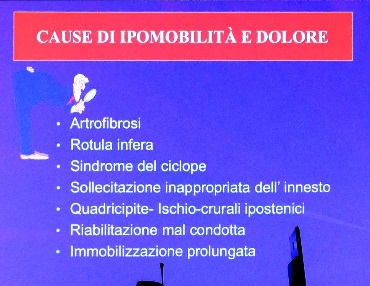 CAUSE DI IPOMOBILITÀ E DOLORE
• Artrofibrosi
• Rotula infera
• Sindrome del ciclope
• Sollecitazione inappropriata dell' innesto
• Quadricipite- Ischio-crurali ipostenici
• Riabilitazione mal condotta
• Immobilizzazione prolungata